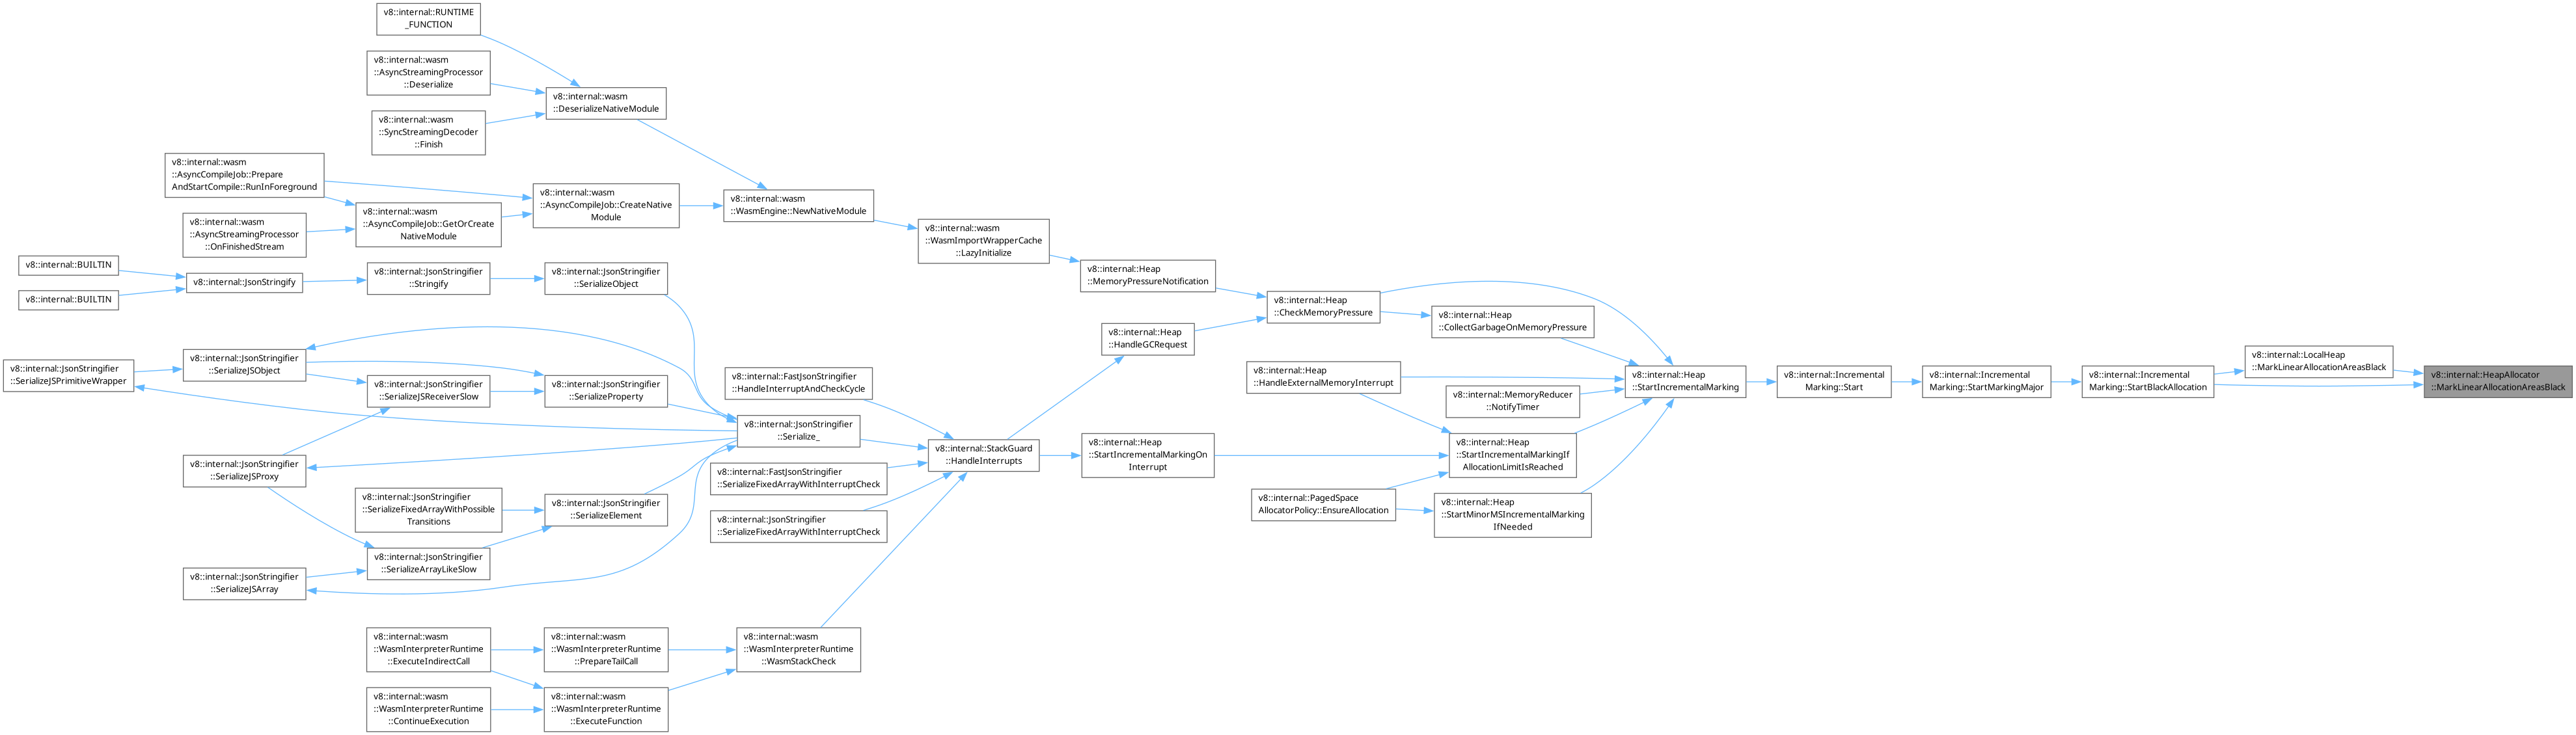 v8::internal::RUNTIME
_FUNCTION
v8::internal::wasm
::AsyncStreamingProcessor
::Deserialize
v8::internal::wasm
::DeserializeNativeModule
v8::internal::wasm
::SyncStreamingDecoder
::Finish
v8::internal::wasm
::AsyncCompileJob::Prepare
AndStartCompile::RunInForeground
v8::internal::wasm
::AsyncCompileJob::CreateNative
Module
v8::internal::wasm
::WasmEngine::NewNativeModule
v8::internal::wasm
::AsyncCompileJob::GetOrCreate
NativeModule
v8::internal::wasm
::AsyncStreamingProcessor
::OnFinishedStream
v8::internal::wasm
::WasmImportWrapperCache
::LazyInitialize
v8::internal::BUILTIN
v8::internal::JsonStringify
v8::internal::JsonStringifier
::Stringify
v8::internal::JsonStringifier
::SerializeObject
v8::internal::BUILTIN
v8::internal::Heap
::MemoryPressureNotification
v8::internal::Heap
::CheckMemoryPressure
v8::internal::Heap
::CollectGarbageOnMemoryPressure
v8::internal::Heap
::HandleGCRequest
v8::internal::JsonStringifier
::SerializeJSPrimitiveWrapper
v8::internal::JsonStringifier
::SerializeJSObject
v8::internal::JsonStringifier
::SerializeJSReceiverSlow
v8::internal::JsonStringifier
::SerializeProperty
v8::internal::FastJsonStringifier
::HandleInterruptAndCheckCycle
v8::internal::Heap
::HandleExternalMemoryInterrupt
v8::internal::MemoryReducer
::NotifyTimer
v8::internal::Heap
::StartIncrementalMarking
v8::internal::Incremental
Marking::Start
v8::internal::Incremental
Marking::StartMarkingMajor
v8::internal::Incremental
Marking::StartBlackAllocation
v8::internal::LocalHeap
::MarkLinearAllocationAreasBlack
v8::internal::HeapAllocator
::MarkLinearAllocationAreasBlack
v8::internal::JsonStringifier
::Serialize_
v8::internal::StackGuard
::HandleInterrupts
v8::internal::Heap
::StartIncrementalMarkingOn
Interrupt
v8::internal::Heap
::StartIncrementalMarkingIf
AllocationLimitIsReached
v8::internal::JsonStringifier
::SerializeJSProxy
v8::internal::FastJsonStringifier
::SerializeFixedArrayWithInterruptCheck
v8::internal::JsonStringifier
::SerializeFixedArrayWithPossible
Transitions
v8::internal::JsonStringifier
::SerializeElement
v8::internal::JsonStringifier
::SerializeFixedArrayWithInterruptCheck
v8::internal::PagedSpace
AllocatorPolicy::EnsureAllocation
v8::internal::Heap
::StartMinorMSIncrementalMarking
IfNeeded
v8::internal::JsonStringifier
::SerializeArrayLikeSlow
v8::internal::JsonStringifier
::SerializeJSArray
v8::internal::wasm
::WasmInterpreterRuntime
::ExecuteIndirectCall
v8::internal::wasm
::WasmInterpreterRuntime
::PrepareTailCall
v8::internal::wasm
::WasmInterpreterRuntime
::WasmStackCheck
v8::internal::wasm
::WasmInterpreterRuntime
::ContinueExecution
v8::internal::wasm
::WasmInterpreterRuntime
::ExecuteFunction